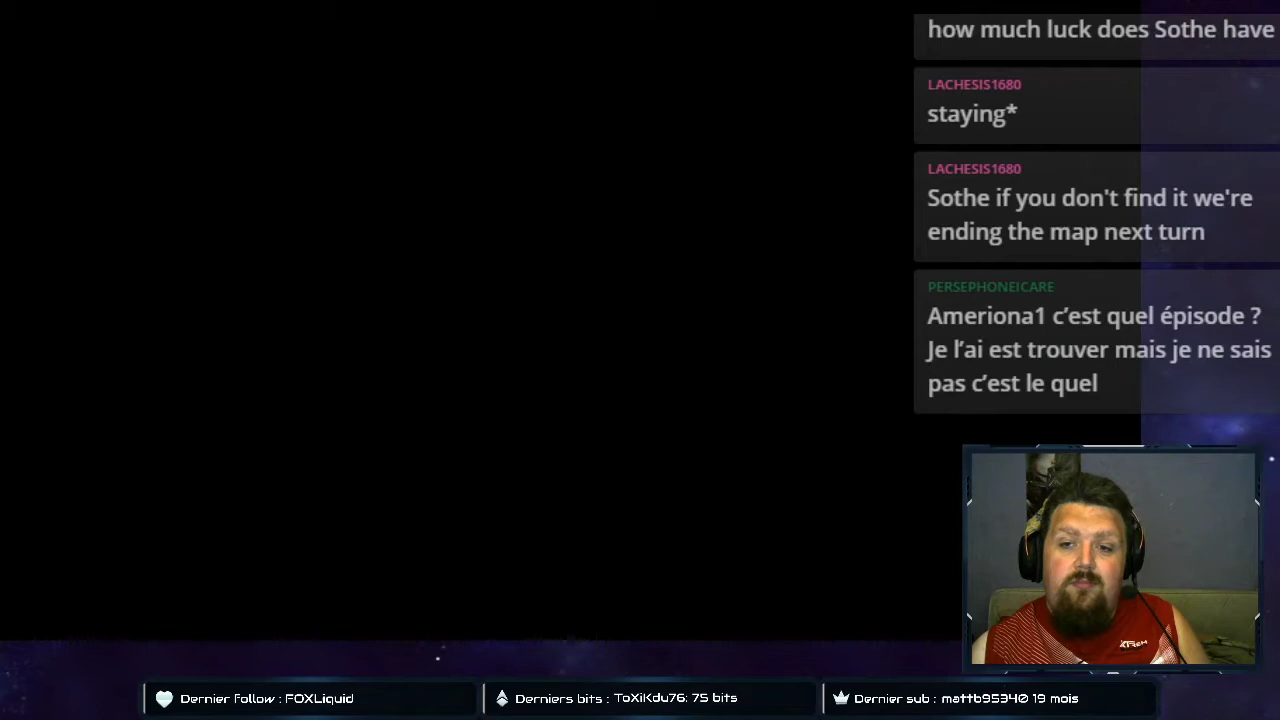 how much luck does Sothe have
LACHESIS1680
staying*
LACHESIS1680
Sothe if you don't find it we're
ending the map next turn
PERSEPHONEICARE
Ameriona1 c’est quel épisode ?
Je l’ai est trouver mais je ne sais
pas c’est le quel
XTREM
Dernier Follow : FOXLiquid
Derniers bits : ToXiKdu76: 75 bits
Dernier sub : mattb95340 19 mois